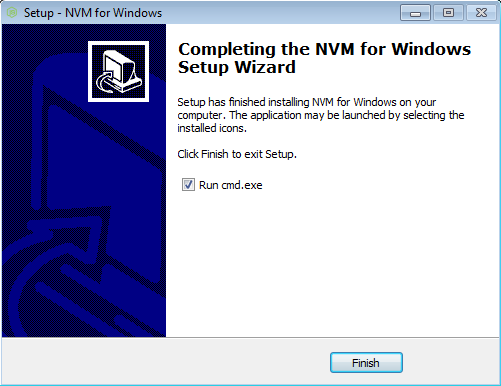 Setup - NVM for Windows
Completing the NVM for Windows
Setup Wizard
Setup has finished installing NVM for Windows on your
computer. The application may be launched by selecting the
installed icons.
Click Finish to exit Setup.
Run cmd.exe
Finish